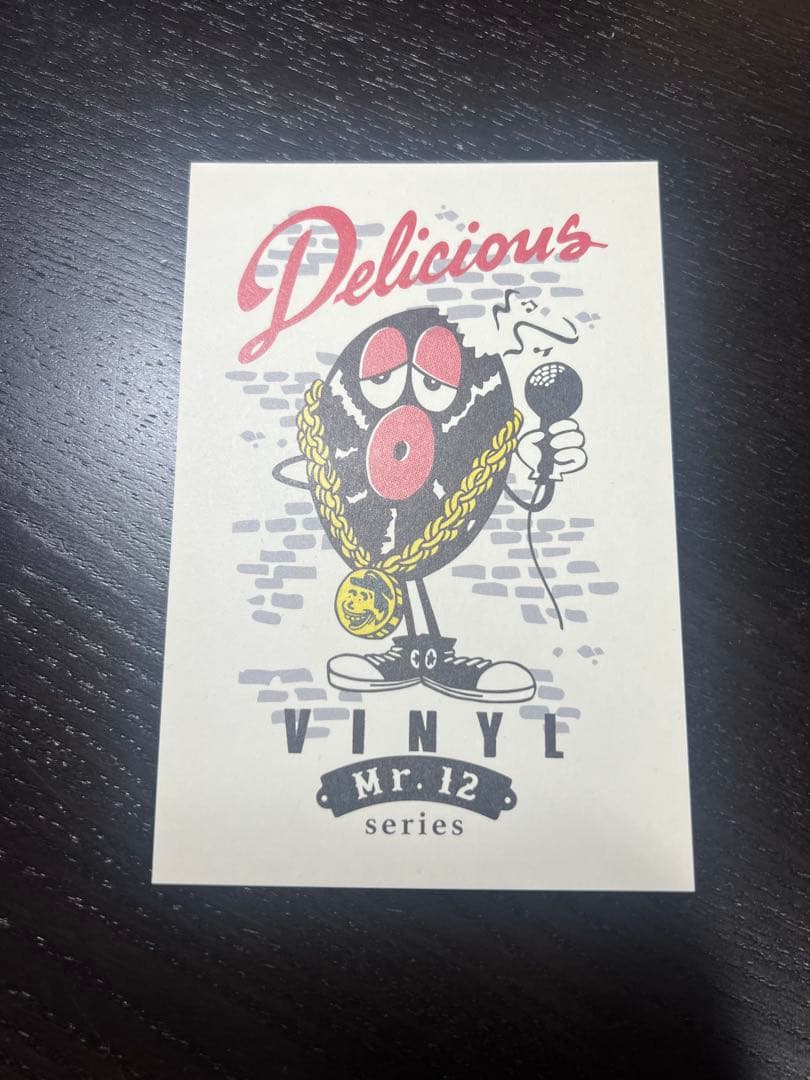 Delicious
VINYL
Mr. 12
series